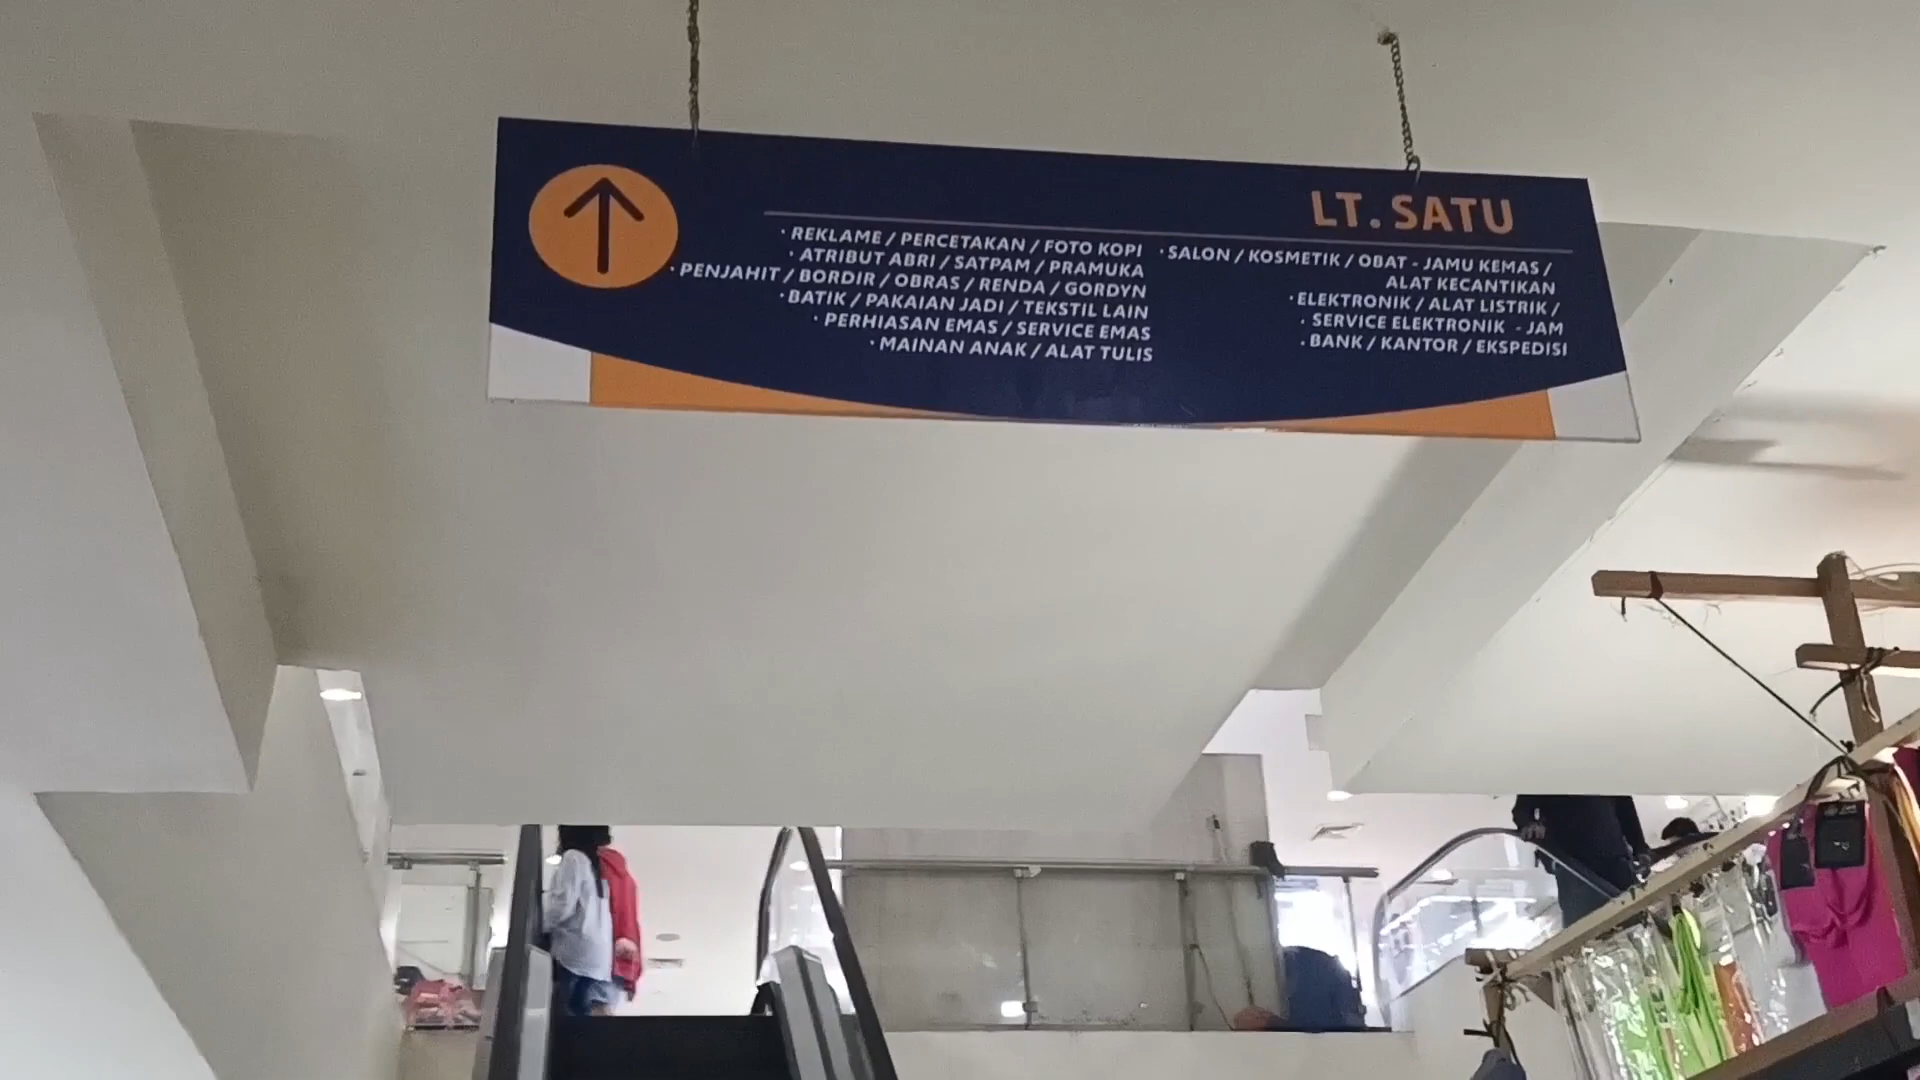 LT. SATU
· REKLAME / PERCETAKAN / FOTO KOPI
· ATRIBUT ABRI / SATPAM / PRAMUKA
· PENJAHIT / BORDIR / OBRAS / RENDA / GORDYN
· BATIK / PAKAIAN JADI / TEKSTIL LAIN
· PERHIASAN EMAS / SERVICE EMAS
· MAINAN ANAK / ALAT TULIS
· SALON / KOSMETIK / OBAT - JAMU KEMAS /
ALAT KECANTIKAN
· ELEKTRONIK / ALAT LISTRIK /
· SERVICE ELEKTRONIK - JAM
· BANK / KANTOR / EKSPEDISI